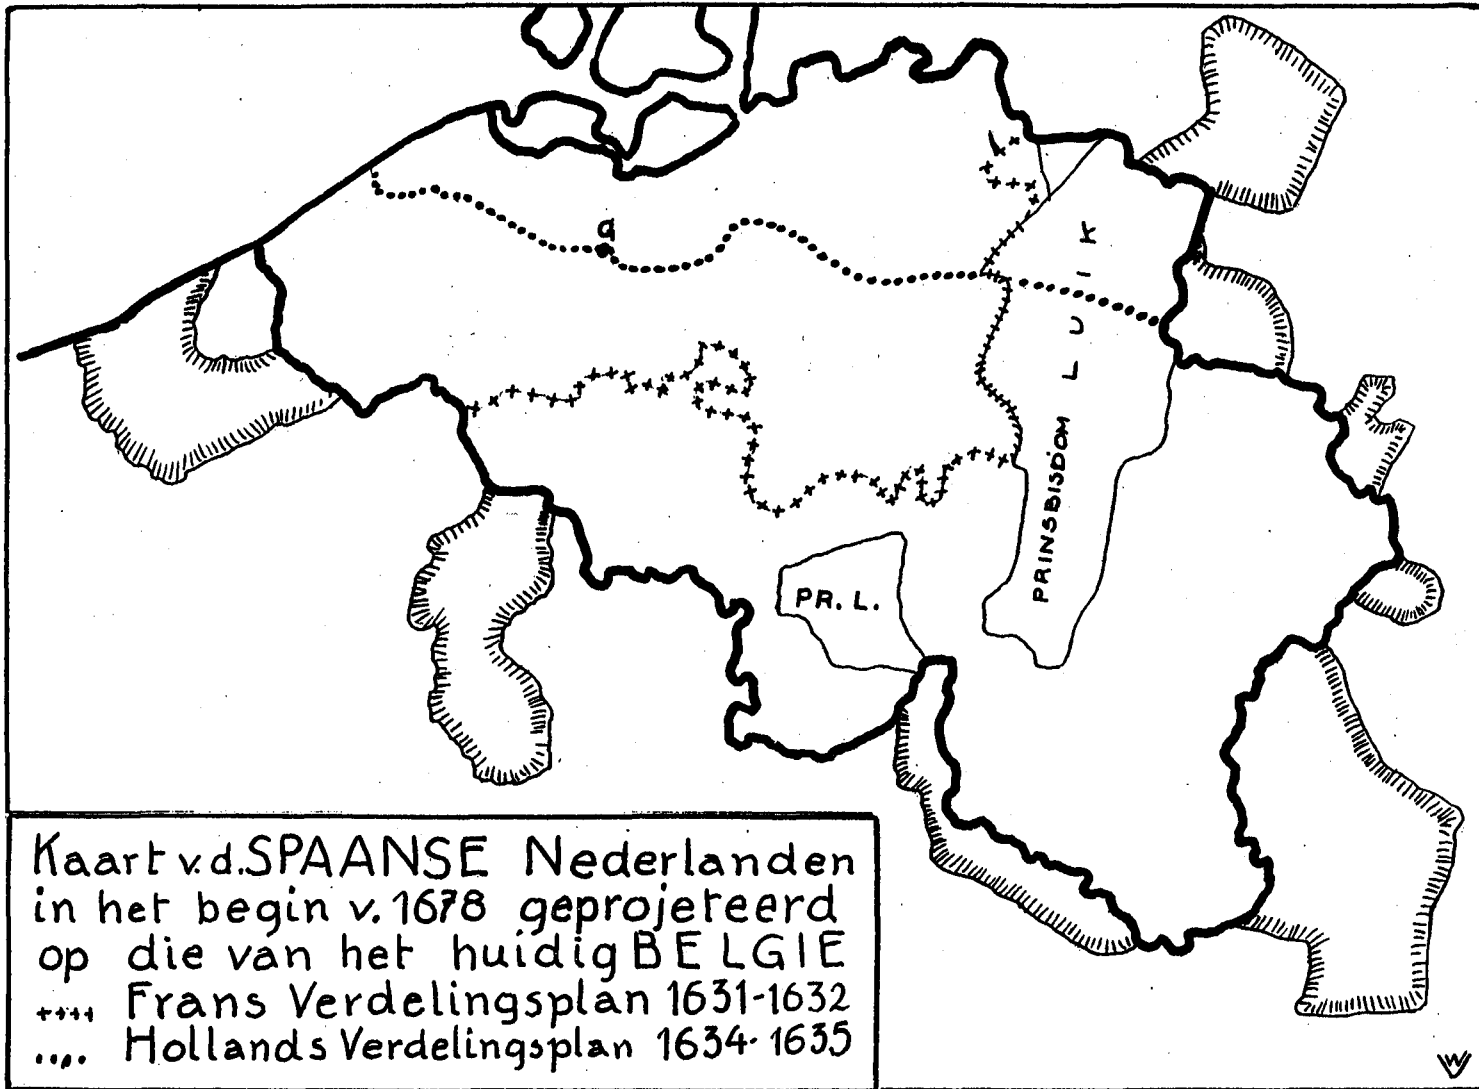 G
PRINSBISDOM LUIK
PR. L.
Kaart v.d. SPAANSE Nederlanden
in het begin v. 1678 geprojeteerd
op die van het huidig BELGIE
++++ Frans Verdelingsplan 1631-1632
.... Hollands Verdelingsplan 1634-1635